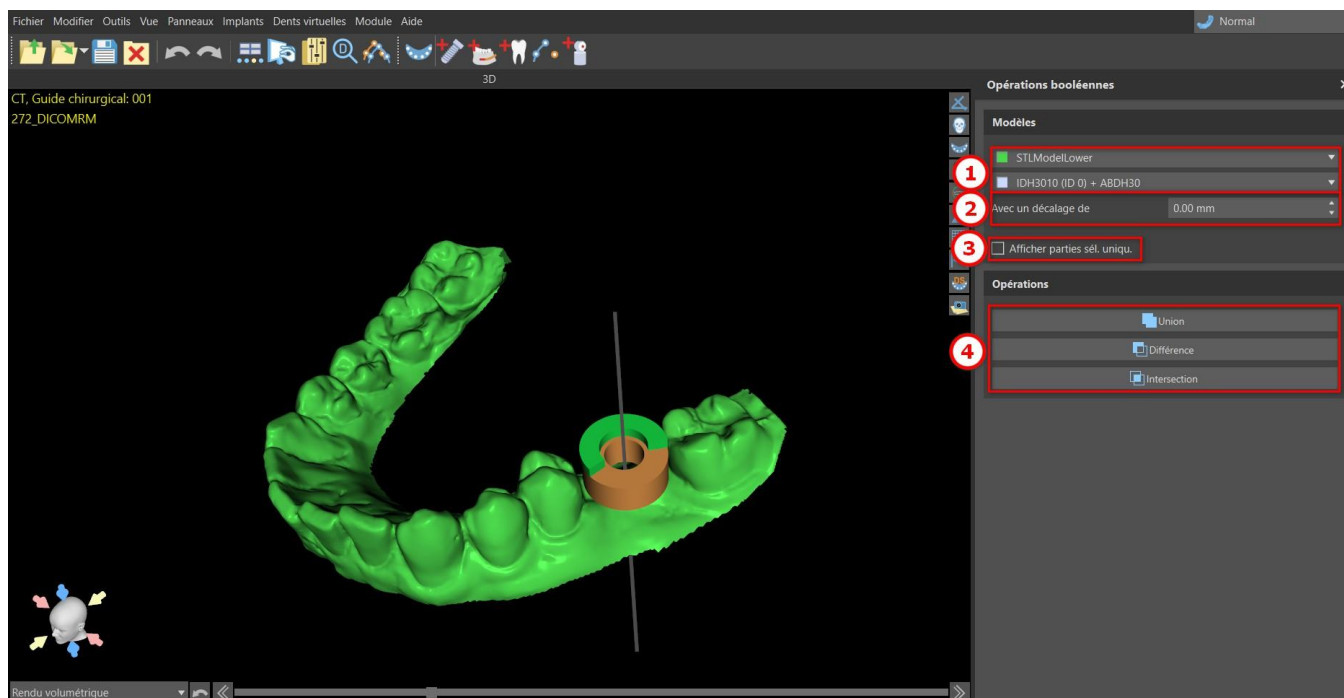 Fichier Modifier Outils Vue Panneaux Implants Dents virtuelles Module Aide
Normal
3D
CT, Guide chirurgical: 001
272_DICOMRM
Opérations booléennes
Modèles
1
STLModelLower
IDH3010 (ID 0) + ABDH30
2
Avec un décalage de 0.00 mm
3
Afficher parties sél. uniqu.
Opérations
4
Union
Différence
Intersection
Rendu volumétrique